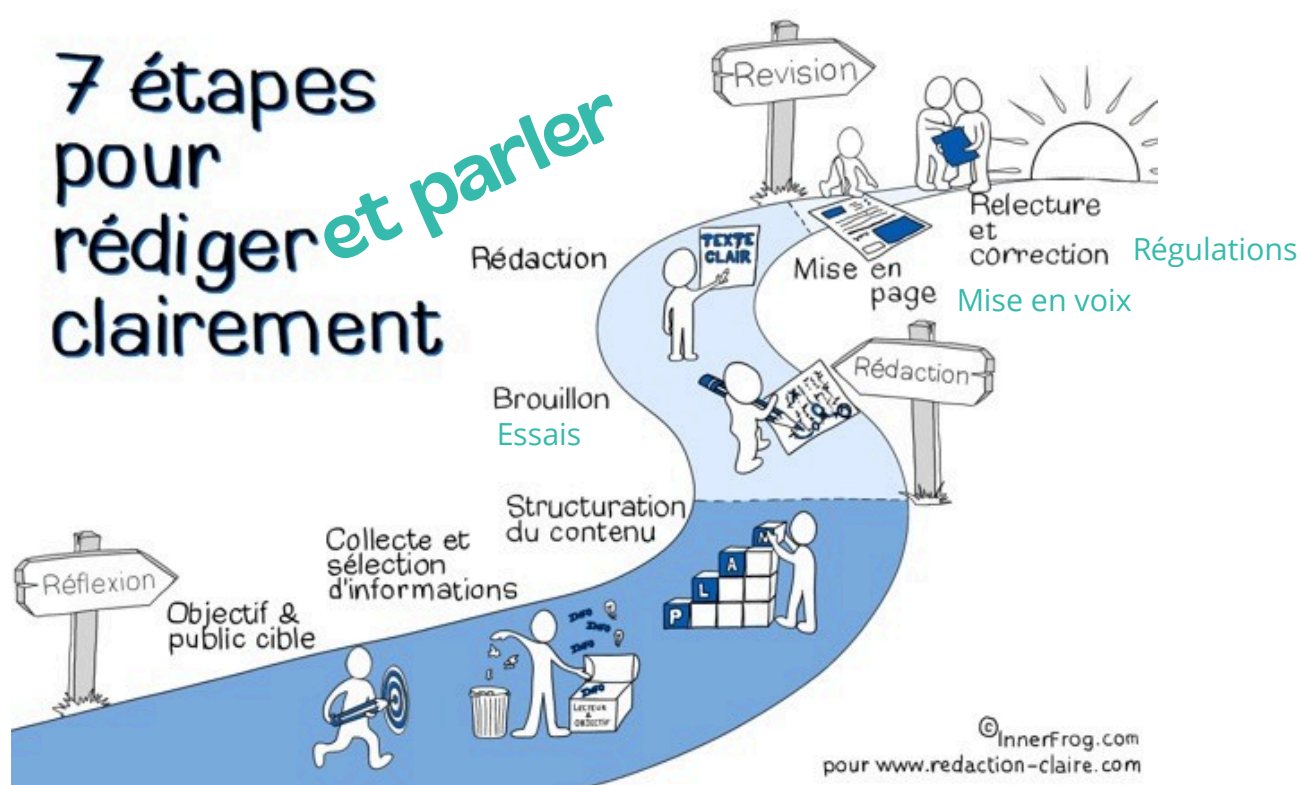 7 étapes
pour
rédiger et parler
clairement
Revision
Relecture
et
correction
Régulations
Rédaction
TEXTE
CLAIR
Mise en
page
Mise en voix
Rédaction
Brouillon
Essais
Structuration
du contenu
P L A N
Collecte et
sélection
d'informations
INFO
INFO
INFO
INFO
LECTEUR
&
OBJECTIF
Réflexion
Objectif &
public cible
©InnerFrog.com
pour www.redaction-claire.com